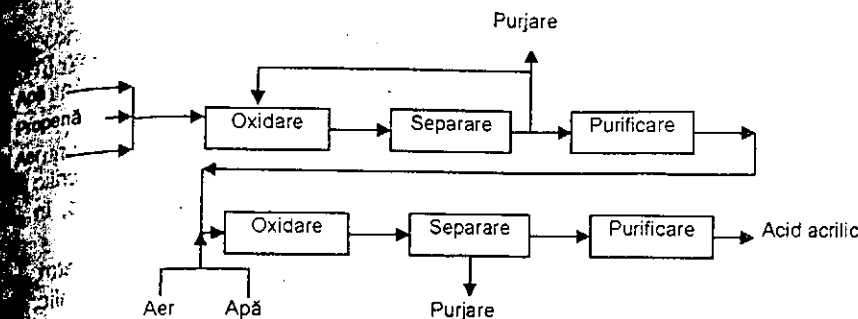 Purjare
Apă
Propenă
Aer
Oxidare
Separare
Purificare
Oxidare
Separare
Purificare
Acid acrilic
Aer
Apă
Purjare